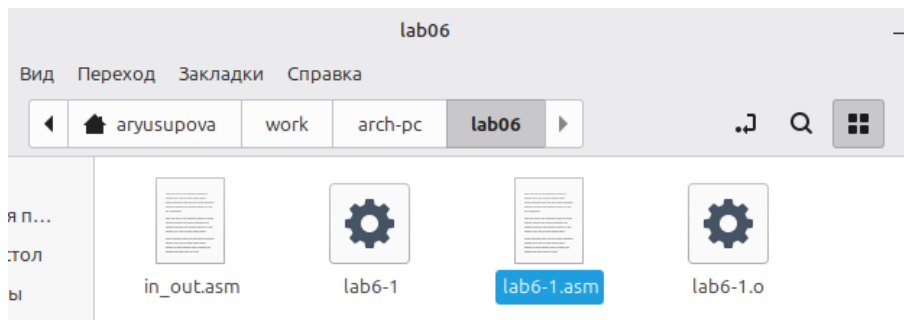 lab06
Вид Переход Закладки Справка
aryusupova work arch-pc lab06
я п...
стол
ы
in_out.asm lab6-1 lab6-1.asm lab6-1.o